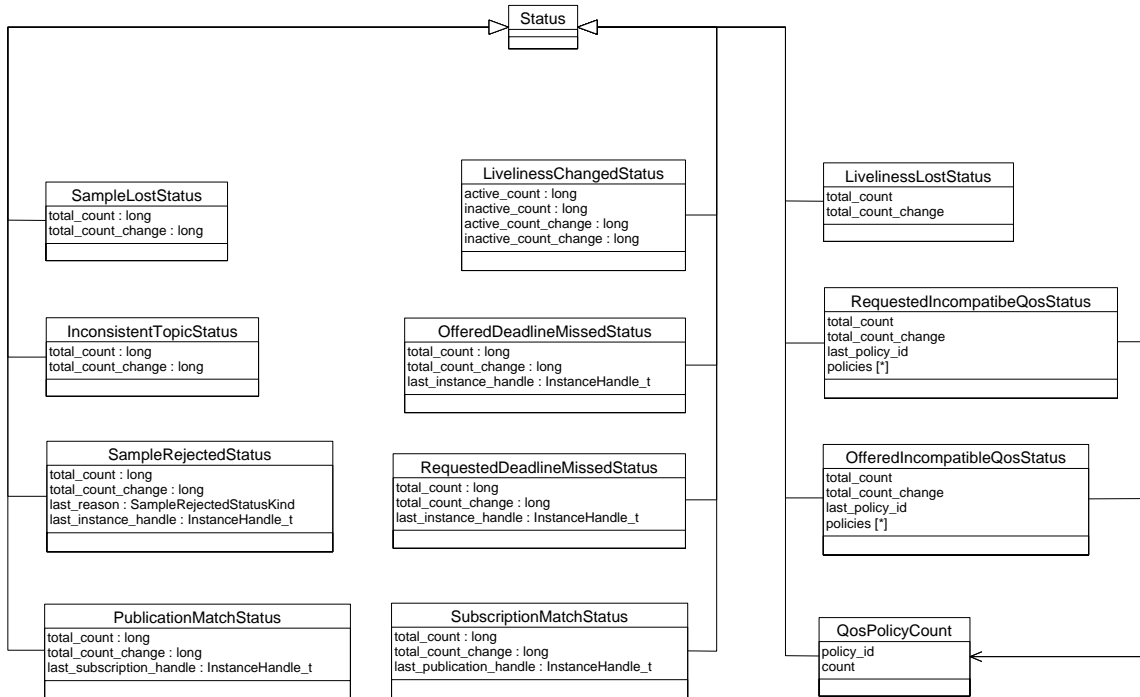 Status
SampleLostStatus
total_count : long
total_count_change : long
LivelinessChangedStatus
active_count : long
inactive_count : long
active_count_change : long
inactive_count_change : long
LivelinessLostStatus
total_count
total_count_change
InconsistentTopicStatus
total_count : long
total_count_change : long
OfferedDeadlineMissedStatus
total_count : long
total_count_change : long
last_instance_handle : InstanceHandle_t
RequestedIncompatibeQosStatus
total_count
total_count_change
last_policy_id
policies [*]
SampleRejectedStatus
total_count : long
total_count_change : long
last_reason : SampleRejectedStatusKind
last_instance_handle : InstanceHandle_t
RequestedDeadlineMissedStatus
total_count : long
total_count_change : long
last_instance_handle : InstanceHandle_t
OfferedIncompatibleQosStatus
total_count
total_count_change
last_policy_id
policies [*]
PublicationMatchStatus
total_count : long
total_count_change : long
last_subscription_handle : InstanceHandle_t
SubscriptionMatchStatus
total_count : long
total_count_change : long
last_publication_handle : InstanceHandle_t
QosPolicyCount
policy_id
count